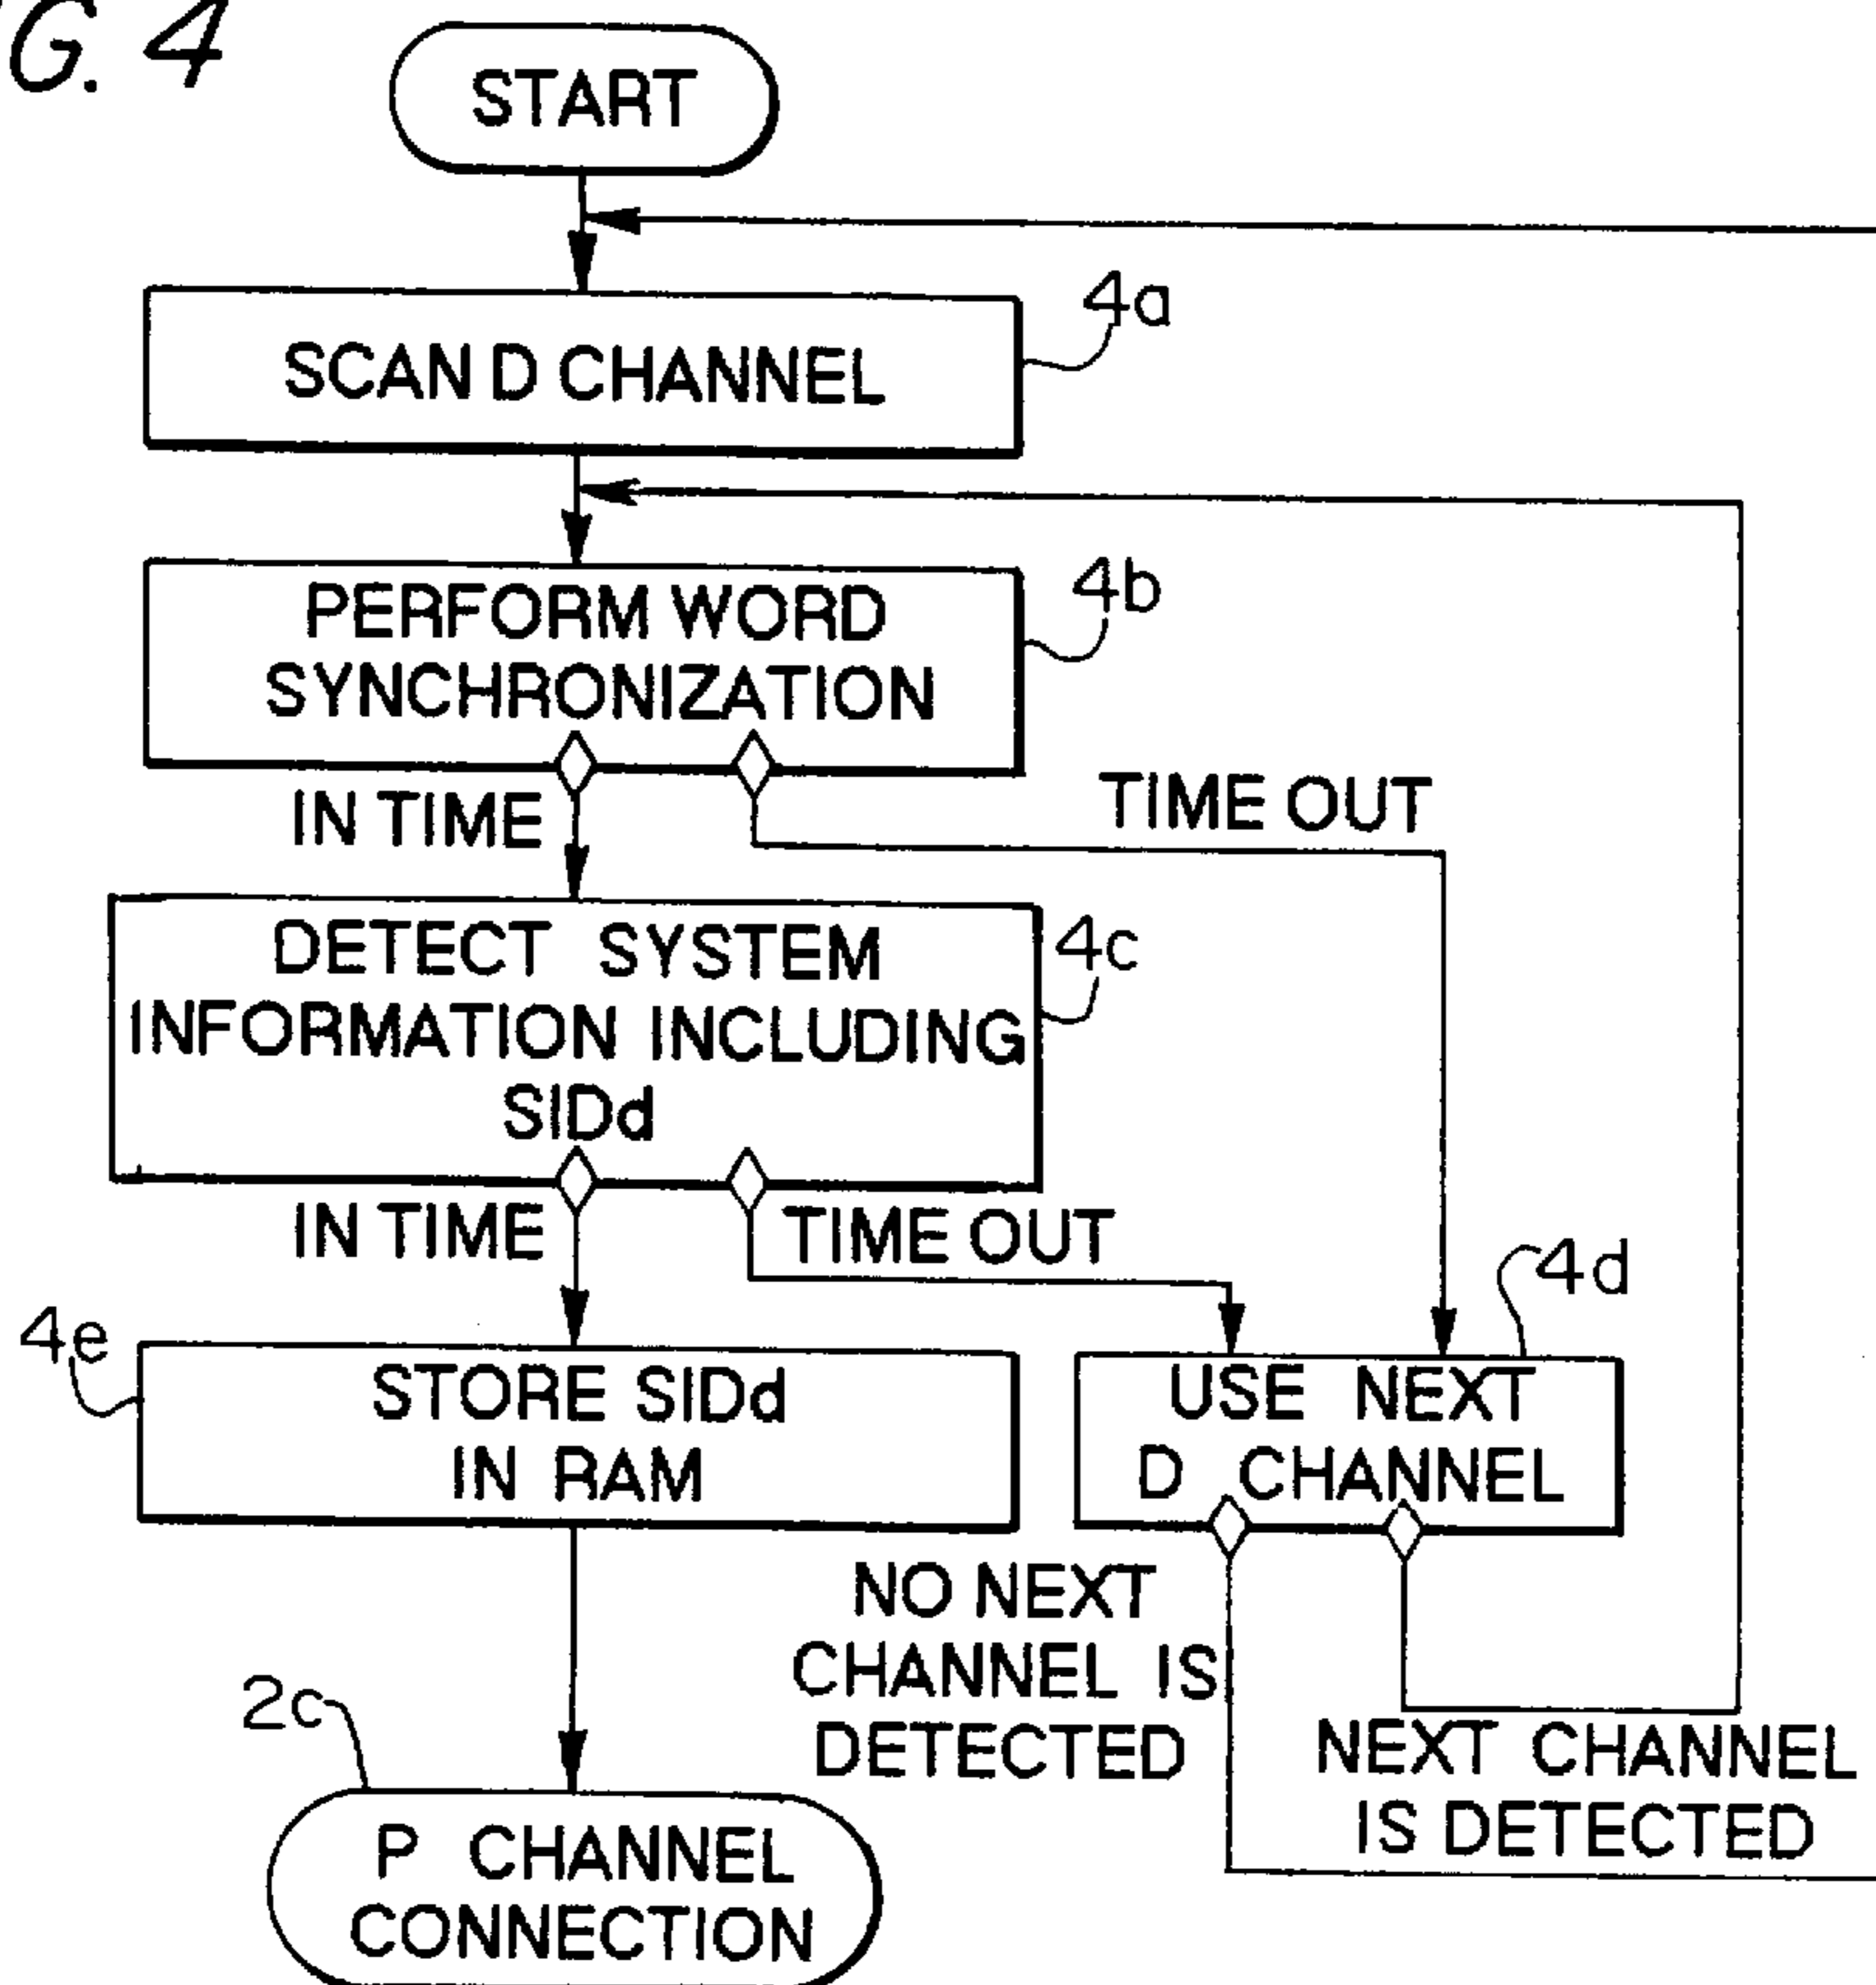 G. 4
START
SCAN D CHANNEL
4a
PERFORM WORD
SYNCHRONIZATION
4b
IN TIME
TIME OUT
DETECT SYSTEM
INFORMATION INCLUDING
SIDd
4c
IN TIME
TIME OUT
4d
4e
STORE SIDd
IN RAM
USE NEXT
D CHANNEL
NO NEXT
CHANNEL IS
DETECTED
NEXT CHANNEL
IS DETECTED
2c
P CHANNEL
CONNECTION